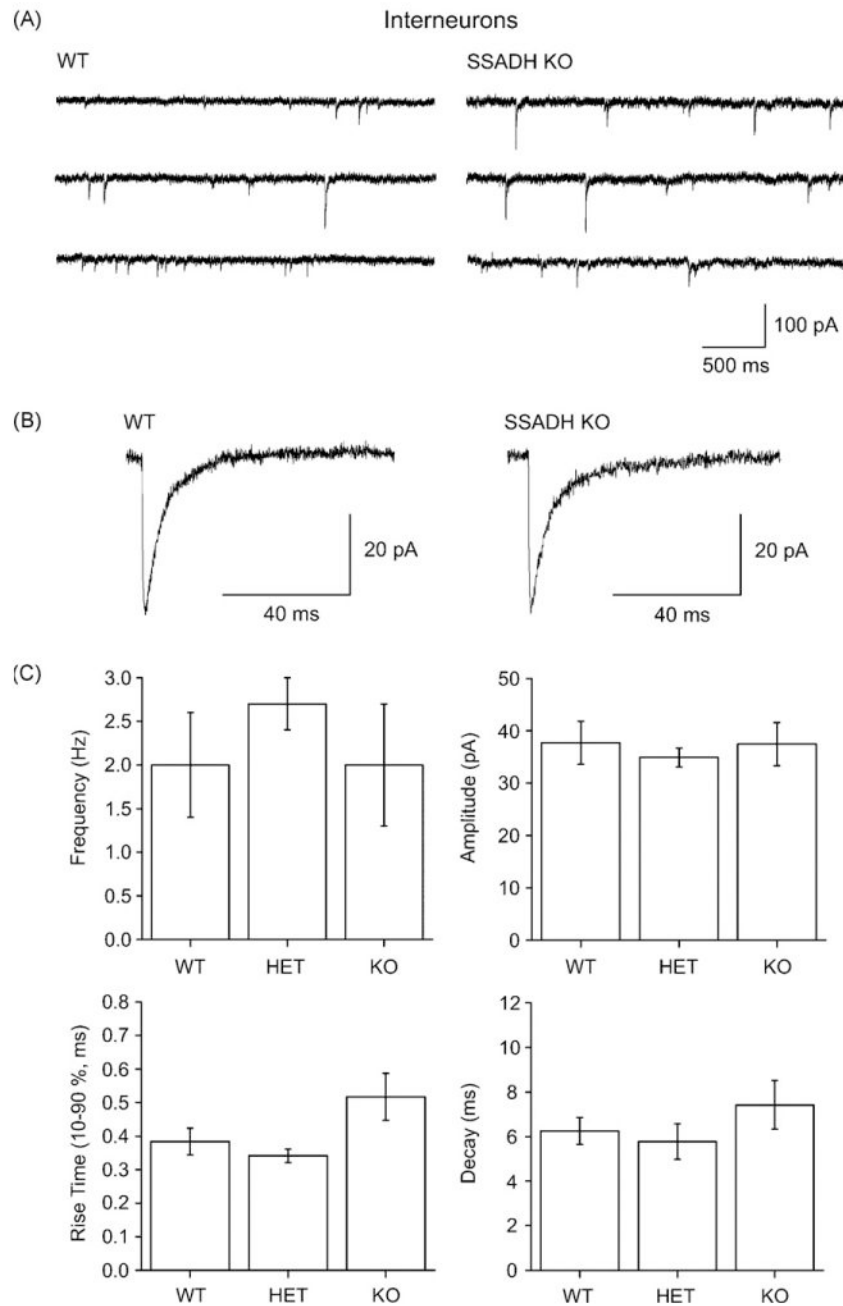 (A)
Interneurons
WT
SSADH KO
100 pA
500 ms
(B)
WT
SSADH KO
20 pA
20 pA
40 ms
40 ms
(C)
Frequency (Hz)
3.0
2.5
2.0
1.5
1.0
0.5
0.0
WT HET KO
Amplitude (pA)
50
40
30
20
10
0
WT HET KO
Rise Time (10-90 %, ms)
0.8
0.7
0.6
0.5
0.4
0.3
0.2
0.1
0.0
WT HET KO
Decay (ms)
12
10
8
6
4
2
0
WT HET KO